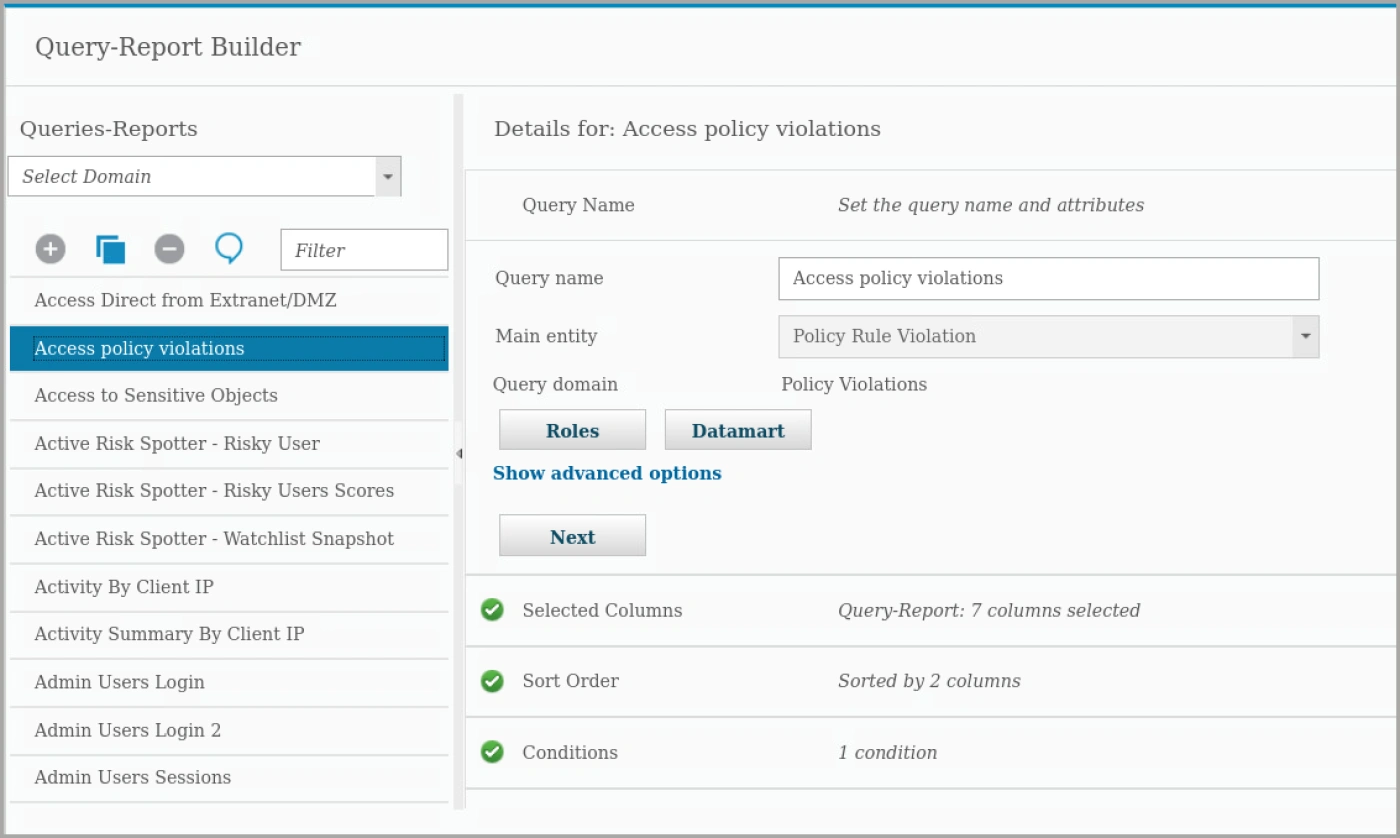 Query-Report Builder
Queries-Reports
Select Domain
Filter
Access Direct from Extranet/DMZ
Access policy violations
Access to Sensitive Objects
Active Risk Spotter - Risky User
Active Risk Spotter - Risky Users Scores
Active Risk Spotter - Watchlist Snapshot
Activity By Client IP
Activity Summary By Client IP
Admin Users Login
Admin Users Login 2
Admin Users Sessions
Details for: Access policy violations
Query Name Set the query name and attributes
Query name Access policy violations
Main entity Policy Rule Violation
Query domain Policy Violations
Roles Datamart
Show advanced options
Next
Selected Columns Query-Report: 7 columns selected
Sort Order Sorted by 2 columns
Conditions 1 condition